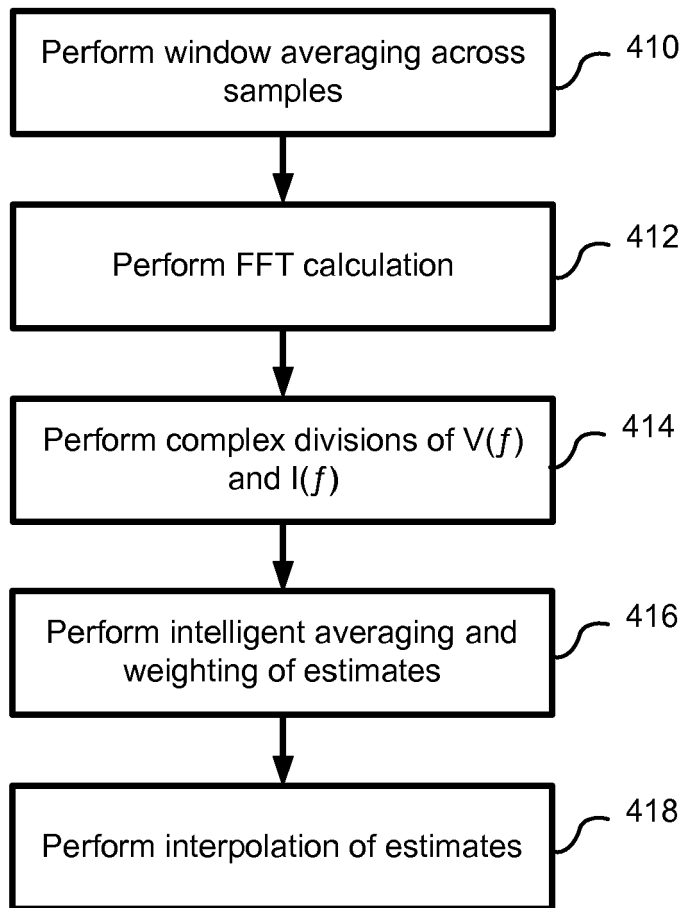 Perform window averaging across
samples
410
Perform FFT calculation
412
Perform complex divisions of V(ƒ)
and I(ƒ)
414
Perform intelligent averaging and
weighting of estimates
416
Perform interpolation of estimates
418